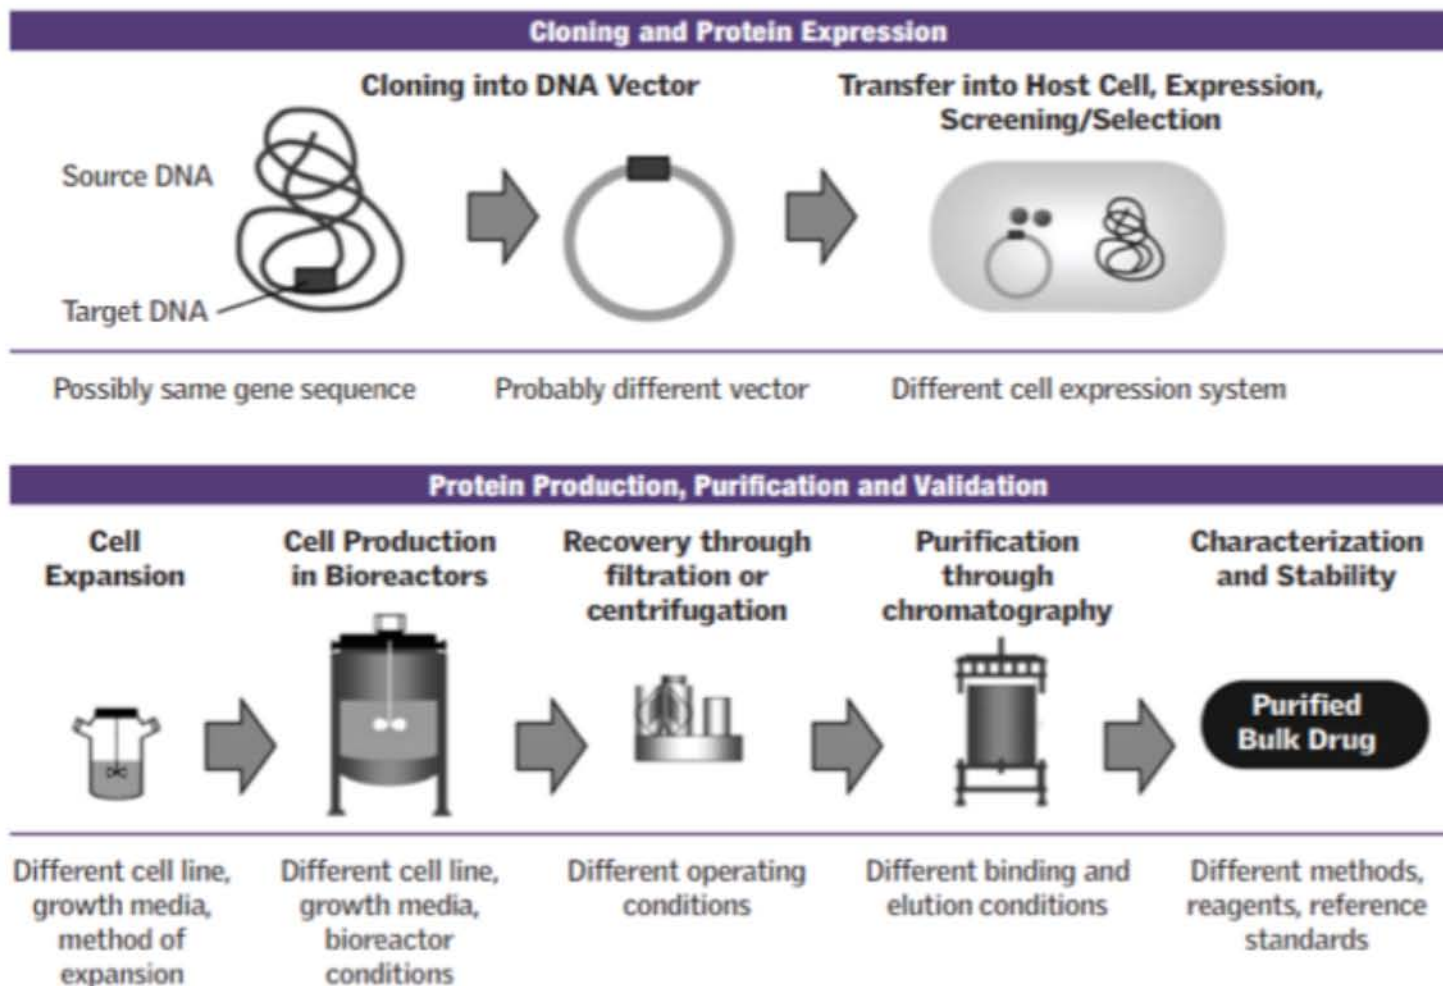 Cloning and Protein Expression
Cloning into DNA Vector
Transfer into Host Cell, Expression,
Screening/Selection
Source DNA
Target DNA
Possibly same gene sequence
Probably different vector
Different cell expression system
Protein Production, Purification and Validation
Cell
Expansion
Cell Production
in Bioreactors
Recovery through
filtration or
centrifugation
Purification
through
chromatography
Characterization
and Stability
Purified
Bulk Drug
Different cell line,
growth media,
method of
expansion
Different cell line,
growth media,
bioreactor
conditions
Different operating
conditions
Different binding and
elution conditions
Different methods,
reagents, reference
standards